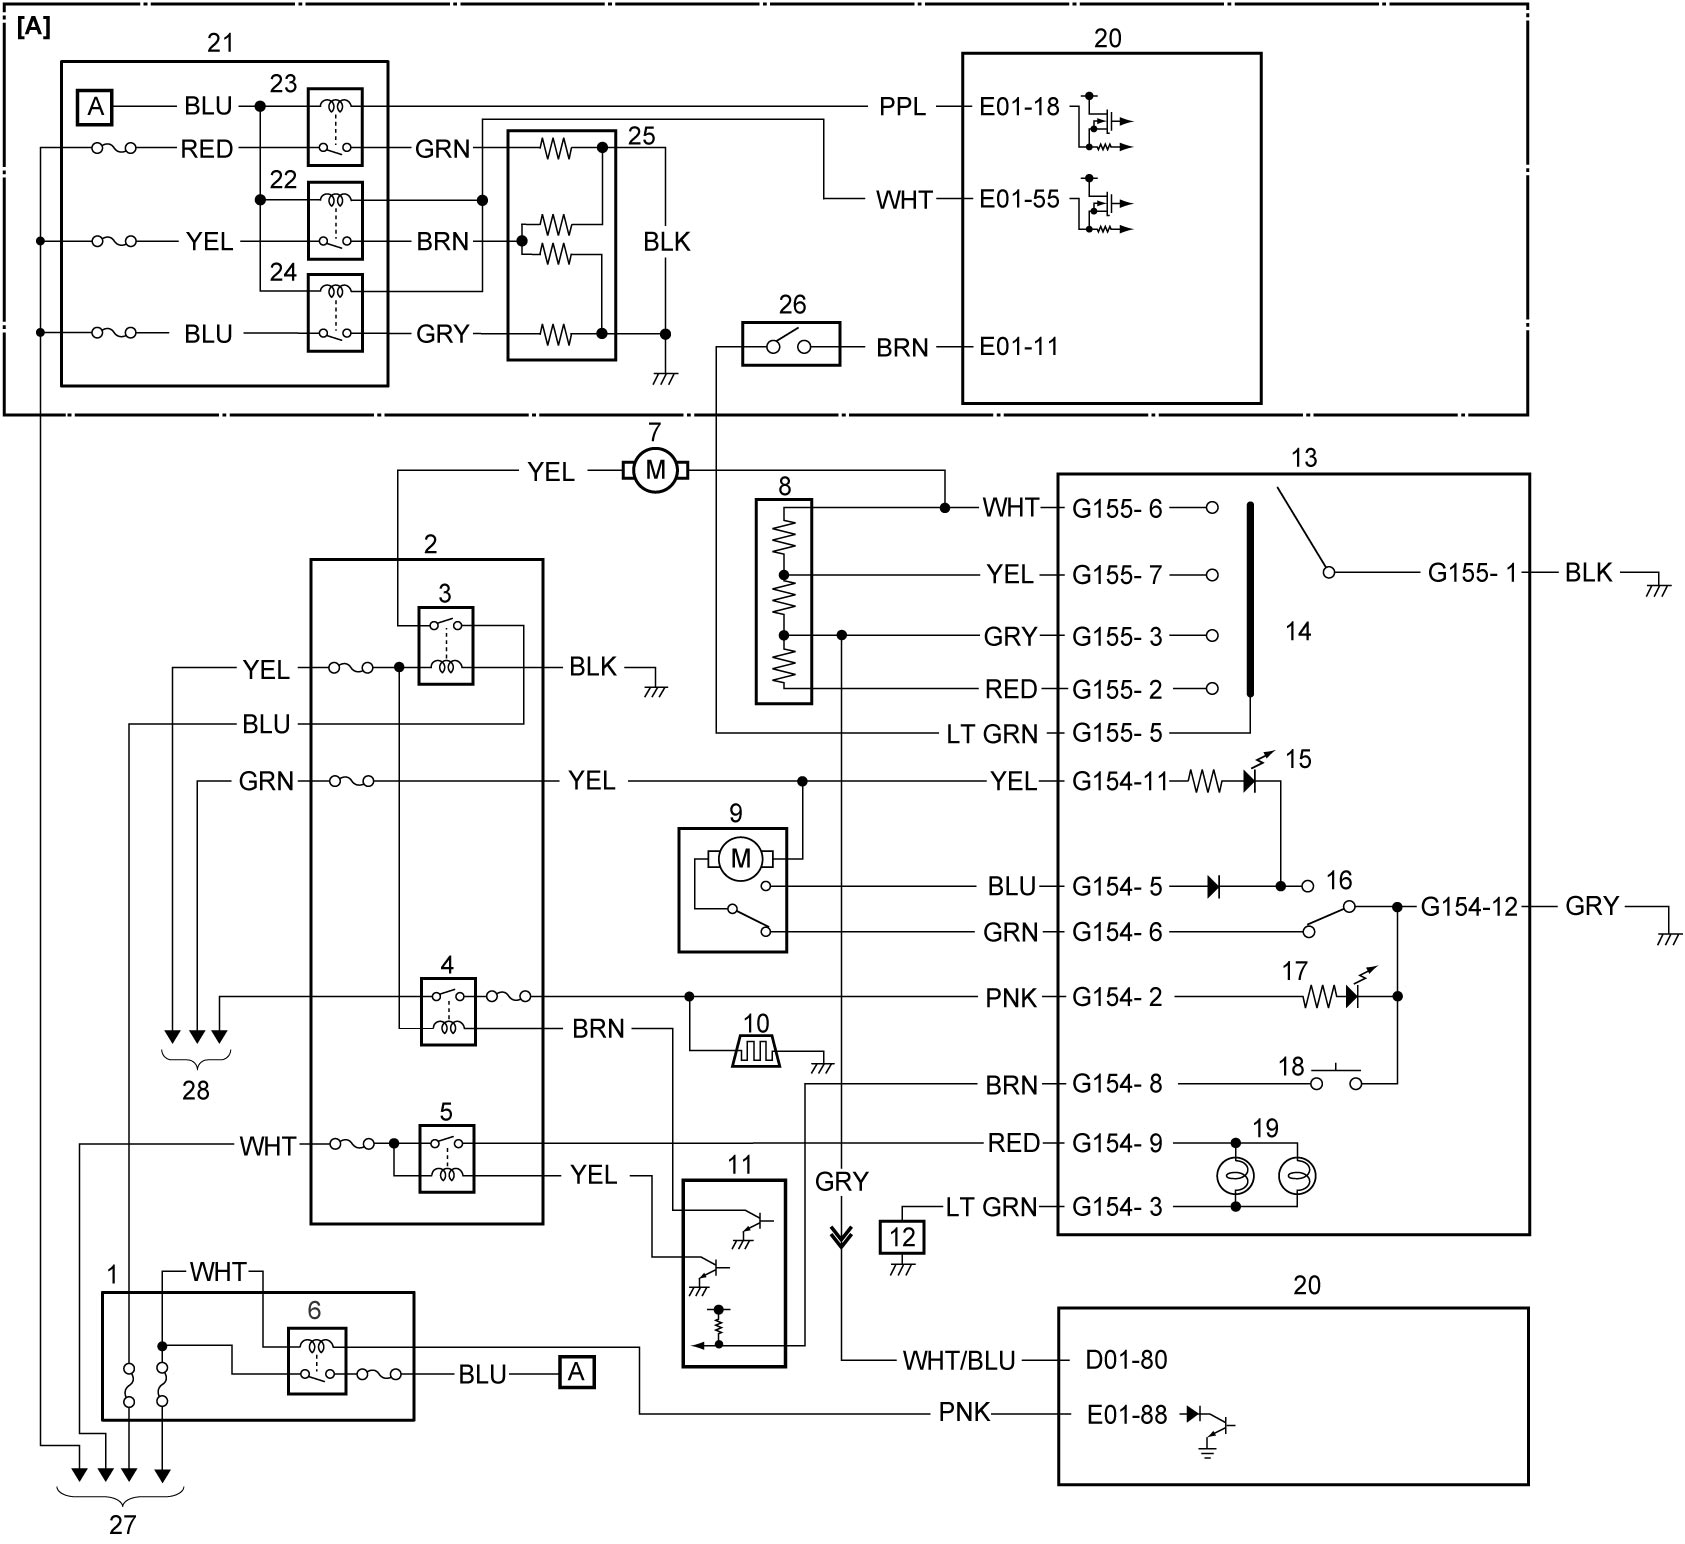 [A]
21
20
23
A BLU PPL E01-18
RED GRN 25
22
WHT E01-55
YEL BRN BLK
24
26
BLU GRY BRN E01-11
7
YEL M
13
8
WHT G155- 6
2
YEL G155- 7 G155- 1 BLK
3
GRY G155- 3 14
YEL BLK
RED G155- 2
BLU LT GRN G155- 5
15
GRN YEL YEL G154-11
9
M
BLU G154- 5 16
GRN G154- 6 G154-12 GRY
4 17
PNK G154- 2
BRN 10
28 BRN G154- 8 18
5 19
WHT RED G154- 9
YEL 11 GRY
LT GRN G154- 3
12
1 WHT
20
6
WHT/BLU D01-80
BLU A
PNK E01-88
27